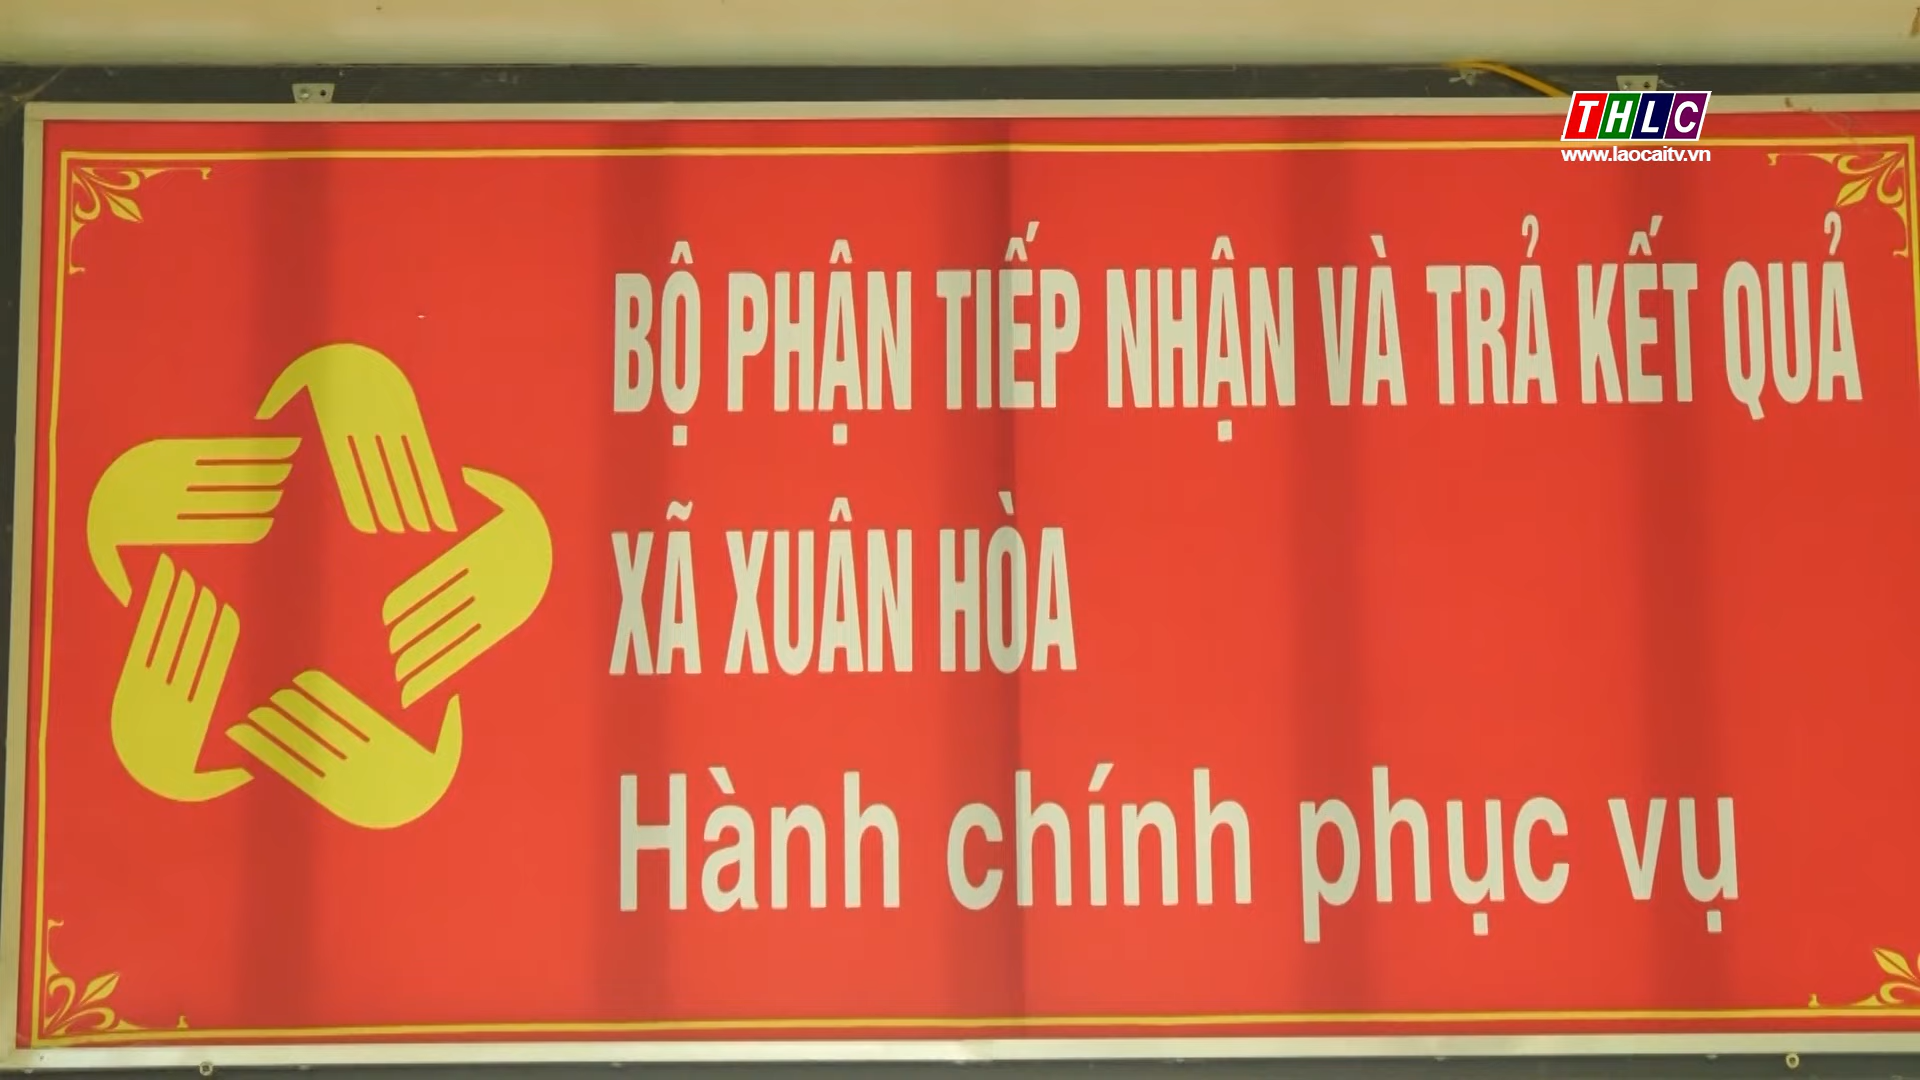 THLC
www.laocaitv.vn
BỘ PHẬN TIẾP NHẬN VÀ TRẢ KẾT QUẢ
XÃ XUÂN HÒA
Hành chính phục vụ